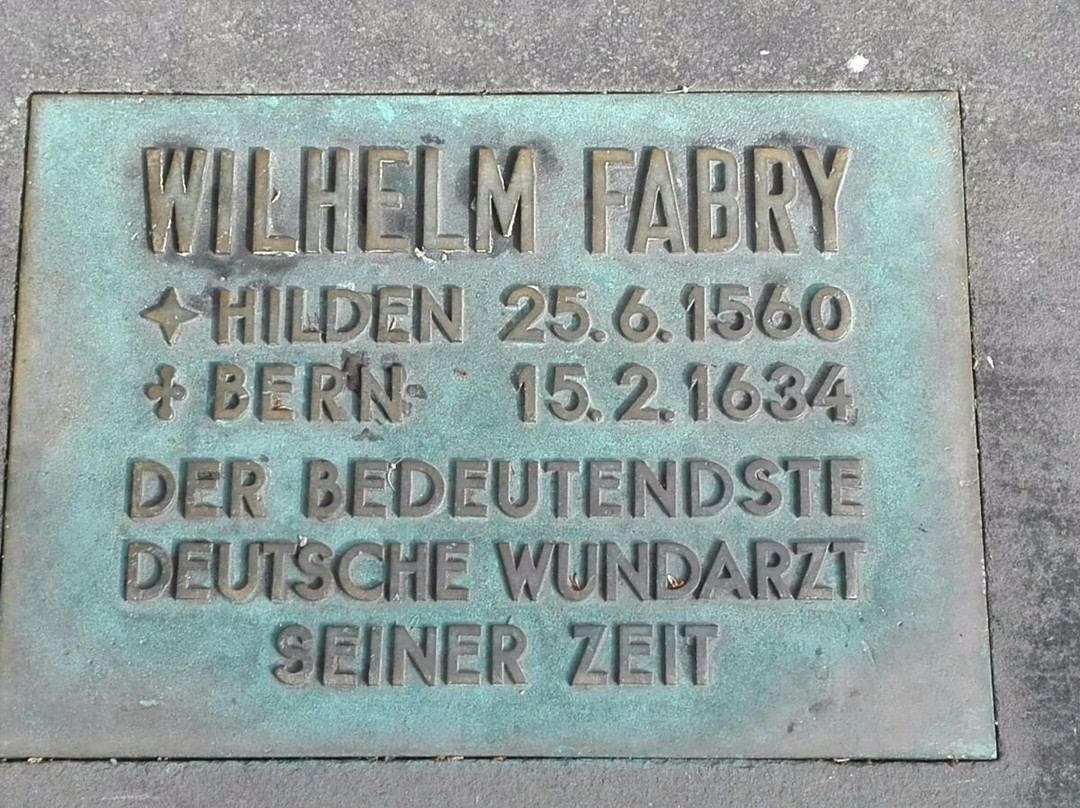 WILHELM FABRY
✦ HILDEN 25.6.1560
✢ BERN 15.2.1634
DER BEDEUTENDSTE
DEUTSCHE WUNDARZT
SEINER ZEIT